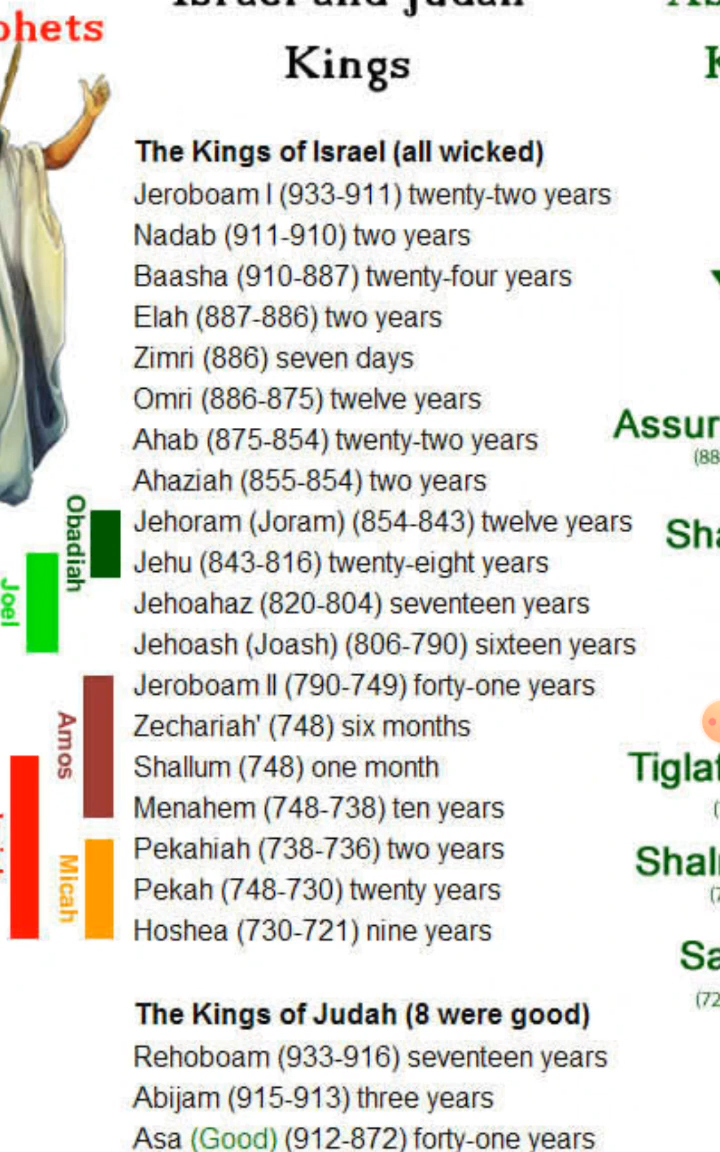 Kings
The Kings of Israel (all wicked)
Jeroboam I (933-911) twenty-two years
Nadab (911-910) two years
Baasha (910-887) twenty-four years
Elah (887-886) two years
Zimri (886) seven days
Omri (886-875) twelve years
Ahab (875-854) twenty-two years
Ahaziah (855-854) two years
Jehoram (Joram) (854-843) twelve years
Jehu (843-816) twenty-eight years
Jehoahaz (820-804) seventeen years
Jehoash (Joash) (806-790) sixteen years
Jeroboam II (790-749) forty-one years
Zechariah' (748) six months
Shallum (748) one month
Menahem (748-738) ten years
Pekahiah (738-736) two years
Pekah (748-730) twenty years
Hoshea (730-721) nine years
The Kings of Judah (8 were good)
Rehoboam (933-916) seventeen years
Abijam (915-913) three years
Asa (Good) (912-872) forty-one years
Obadiah
Joel
Amos
Micah